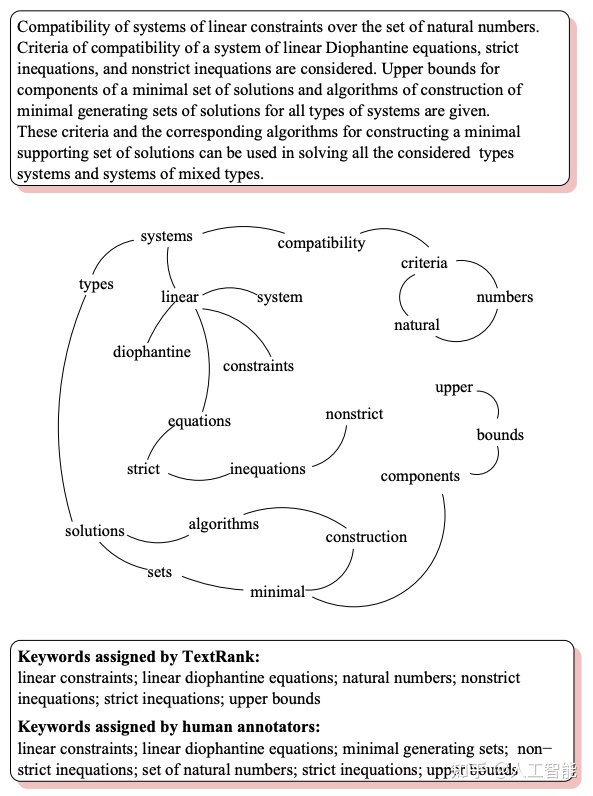 Compatibility of systems of linear constraints over the set of natural numbers.
Criteria of compatibility of a system of linear Diophantine equations, strict
inequations, and nonstrict inequations are considered. Upper bounds for
components of a minimal set of solutions and algorithms of construction of
minimal generating sets of solutions for all types of systems are given.
These criteria and the corresponding algorithms for constructing a minimal
supporting set of solutions can be used in solving all the considered types
systems and systems of mixed types.
systems
compatibility
criteria
types
linear
system
numbers
natural
diophantine
constraints
upper
nonstrict
equations
bounds
strict
inequations
components
solutions
algorithms
construction
sets
minimal
Keywords assigned by TextRank:
linear constraints; linear diophantine equations; natural numbers; nonstrict
inequations; strict inequations; upper bounds
Keywords assigned by human annotators:
linear constraints; linear diophantine equations; minimal generating sets; non−
strict inequations; set of natural numbers; strict inequations; upper bounds
知乎 @人工智能